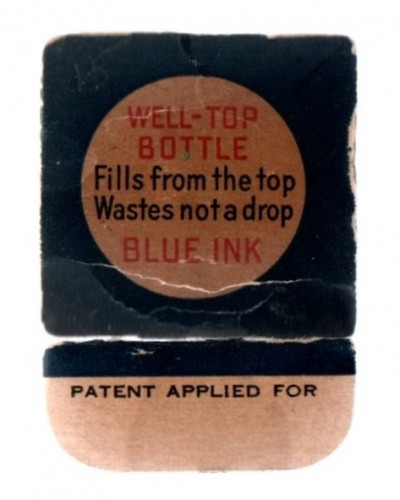 WELL-TOP
BOTTLE
Fills from the top
Wastes not a drop
BLUE INK
PATENT APPLIED FOR